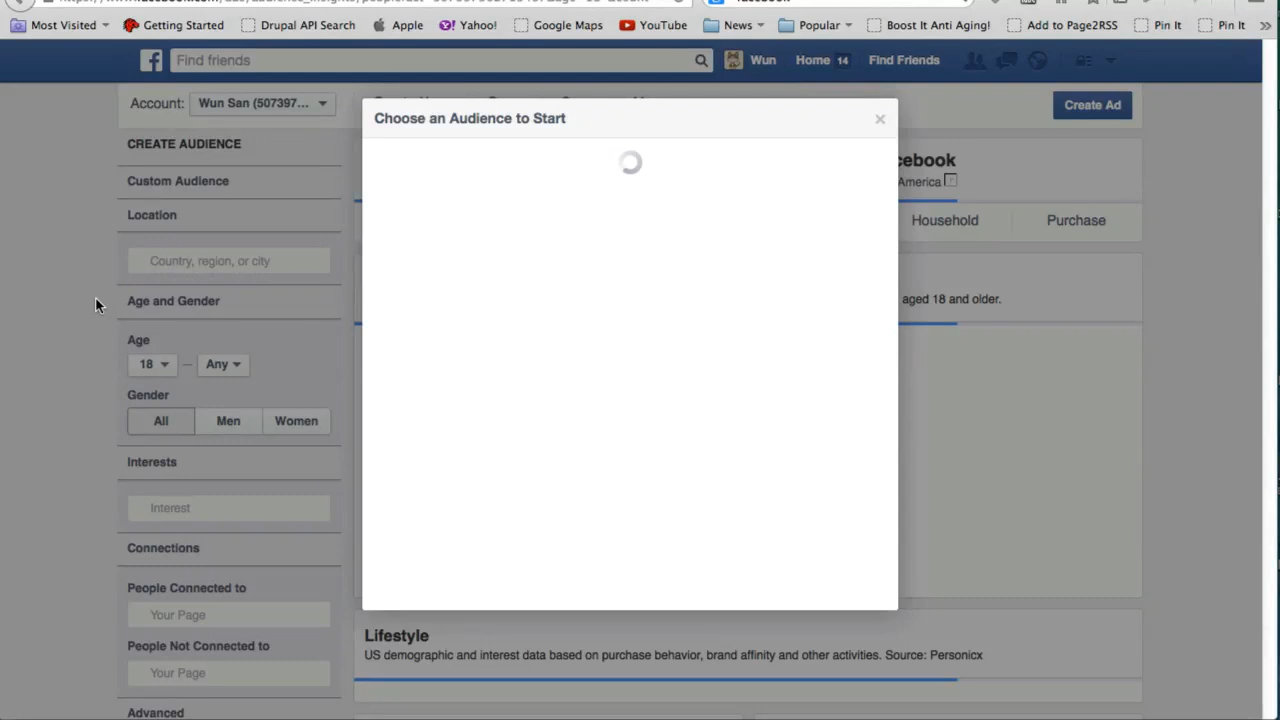 Most Visited
Getting Started
Drupal API Search
Apple
Yahoo!
Google Maps
YouTube
News
Popular
Boost It Anti Aging!
Add to Page2RSS
Pin It
Pin It
Find friends
Wun
Home 14
Find Friends
Account:
Wun San (507397...
Create Ad
Choose an Audience to Start
CREATE AUDIENCE
Custom Audience
Location
Country, region, or city
Age and Gender
Age
18 — Any
Gender
All
Men
Women
Interests
Interest
Connections
People Connected to
Your Page
People Not Connected to
Your Page
Advanced
cebook
America
Household
Purchase
aged 18 and older.
Lifestyle
US demographic and interest data based on purchase behavior, brand affinity and other activities. Source: Personicx